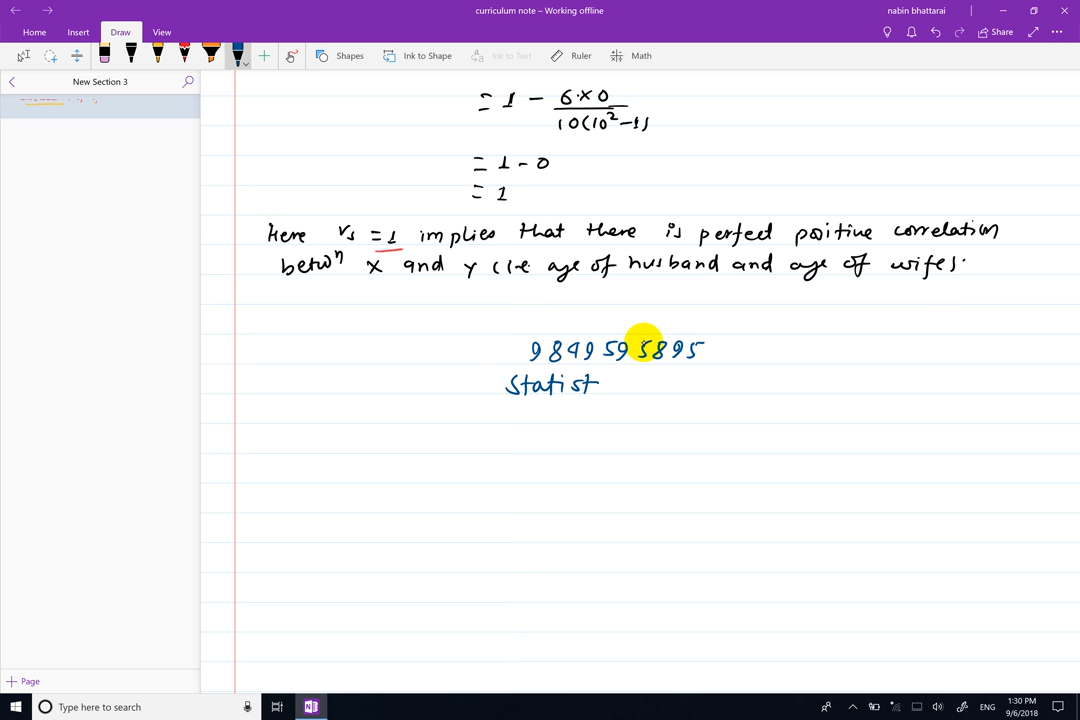 curriculum note – Working offline
nabin bhattarai
Home Insert Draw View
Share
Shapes Ink to Shape Ink to Text Ruler Math
New Section 3
= 1 - 6×0
10(10² -1)
= 1 - 0
= 1
Here rs = 1 implies that there is perfect positive correlation
betwⁿ x and y (i.e. age of husband and age of wife).
9849595895
statist
+ Page
Type here to search
ENG
1:30 PM
9/6/2018